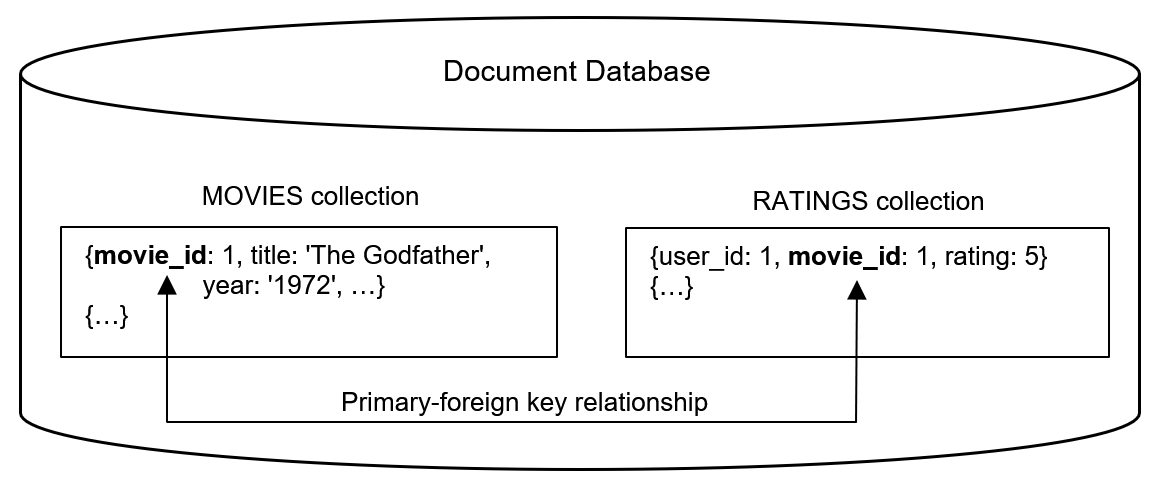 Document Database
MOVIES collection
{movie_id: 1, title: 'The Godfather',
year: '1972', …}
{…}
RATINGS collection
{user_id: 1, movie_id: 1, rating: 5}
{…}
Primary-foreign key relationship